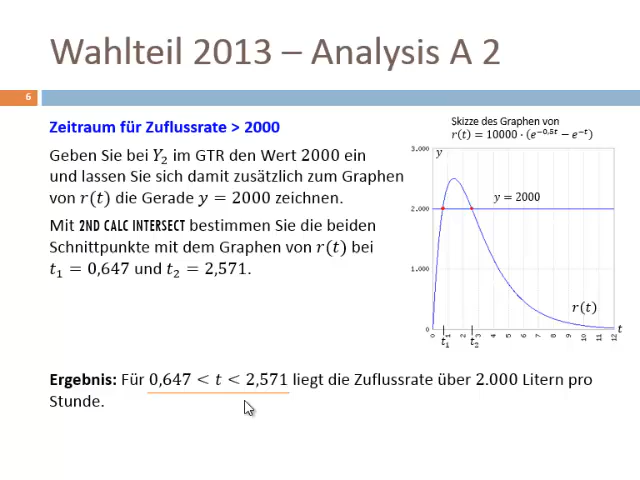 Wahlteil 2013 – Analysis A 2
6
Zeitraum für Zuflussrate > 2000
Geben Sie bei Y₂ im GTR den Wert 2000 ein
und lassen Sie sich damit zusätzlich zum Graphen
von r(t) die Gerade y = 2000 zeichnen.
Mit 2ND CALC INTERSECT bestimmen Sie die beiden
Schnittpunkte mit dem Graphen von r(t) bei
t₁ = 0,647 und t₂ = 2,571.
Skizze des Graphen von
r(t) = 10000 · (e^{−0,5t} − e^{−t})
3.000
y
y = 2000
2.000
1.000
r(t)
0
t
0 1 2 3 4 5 6 7 8 9 10 11 12
t₁ t₂
Ergebnis: Für 0,647 < t < 2,571 liegt die Zuflussrate über 2.000 Litern pro
Stunde.